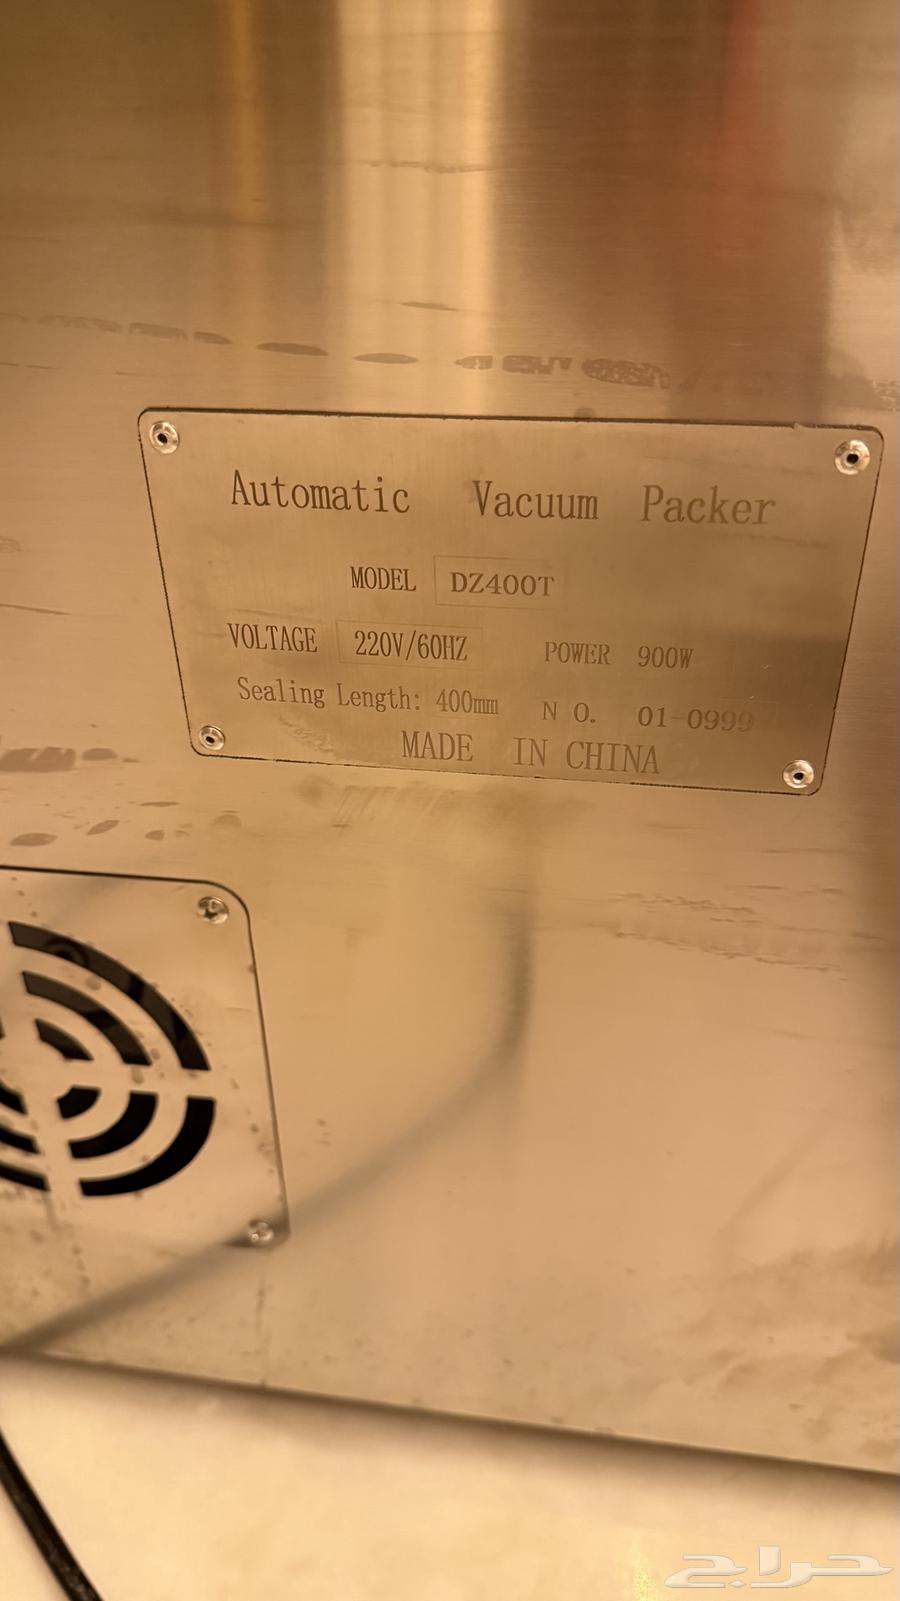 Automatic Vacuum Packer
MODEL DZ400T
VOLTAGE 220V/60HZ POWER 900W
Sealing Length: 400mm N O. 01-0999
MADE IN CHINA
حراج